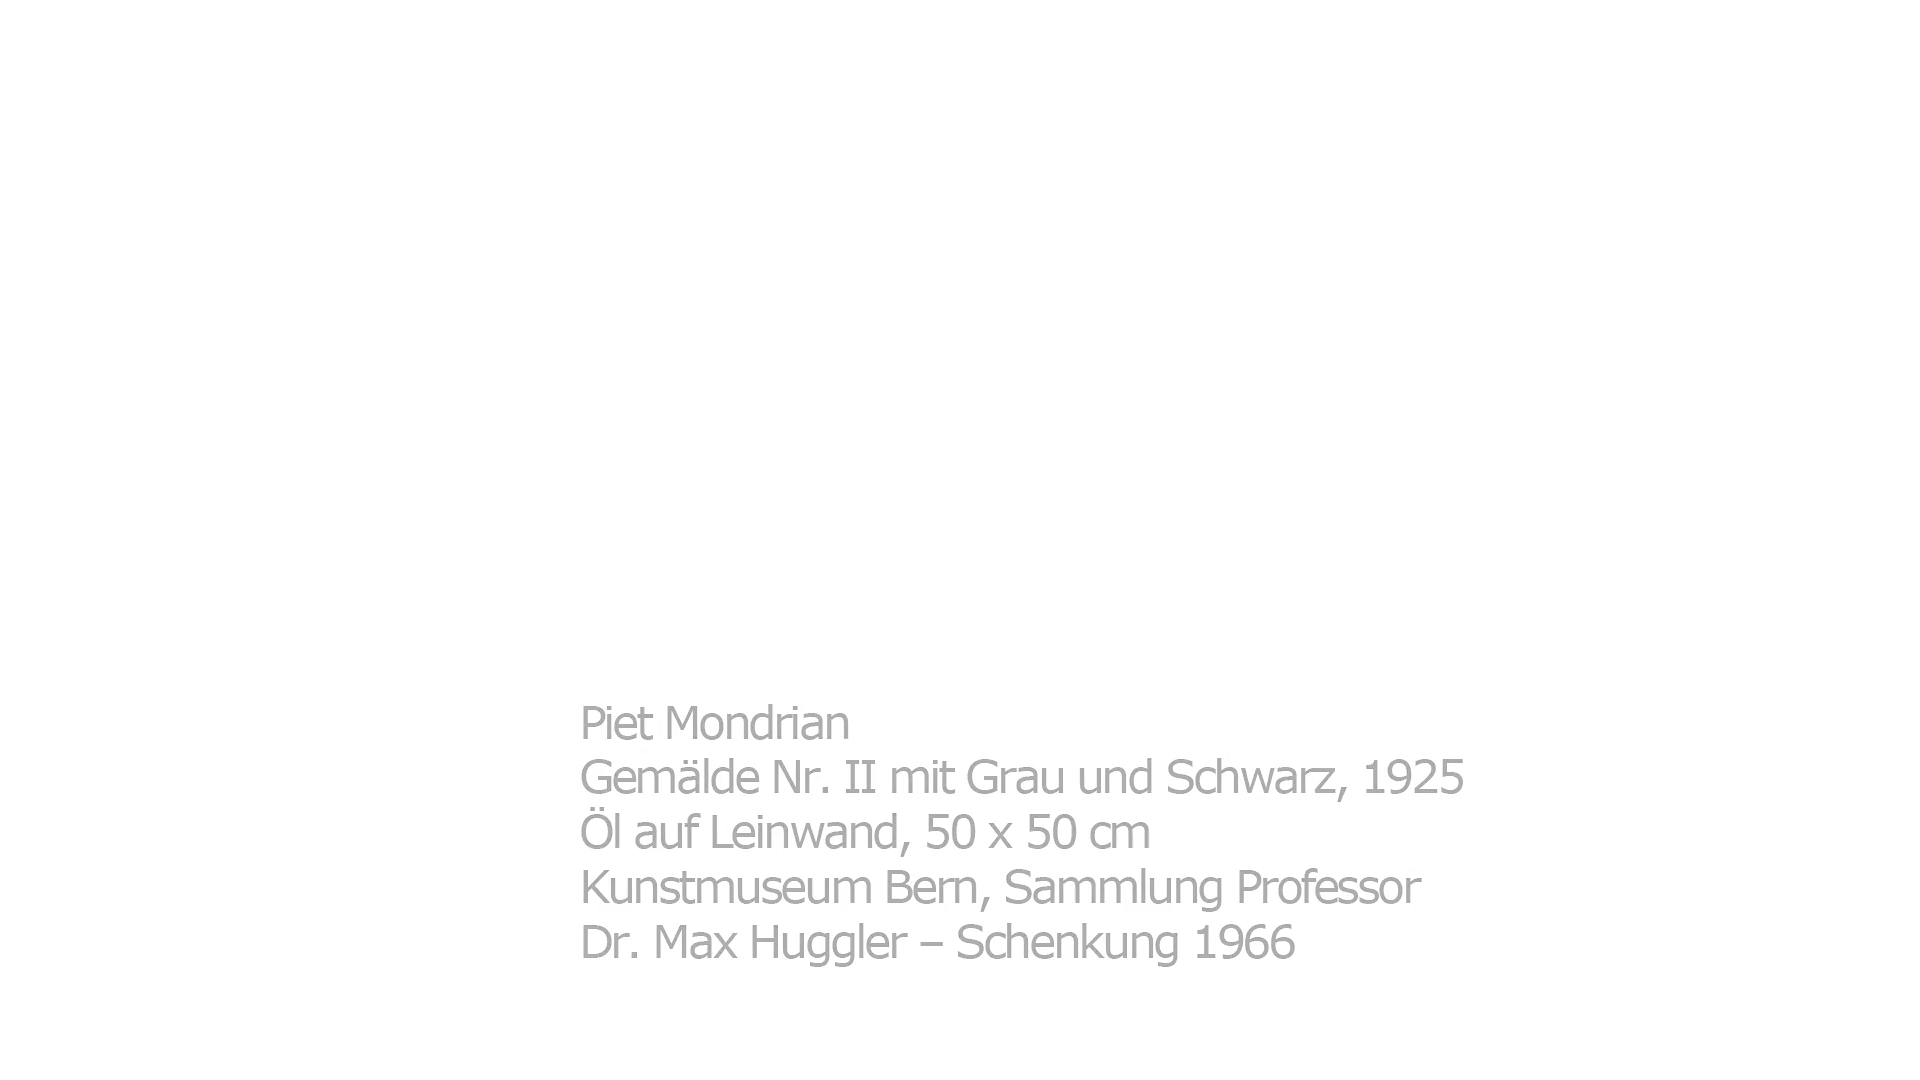 Piet Mondrian
Gemälde Nr. II mit Grau und Schwarz, 1925
Öl auf Leinwand, 50 x 50 cm
Kunstmuseum Bern, Sammlung Professor
Dr. Max Huggler – Schenkung 1966